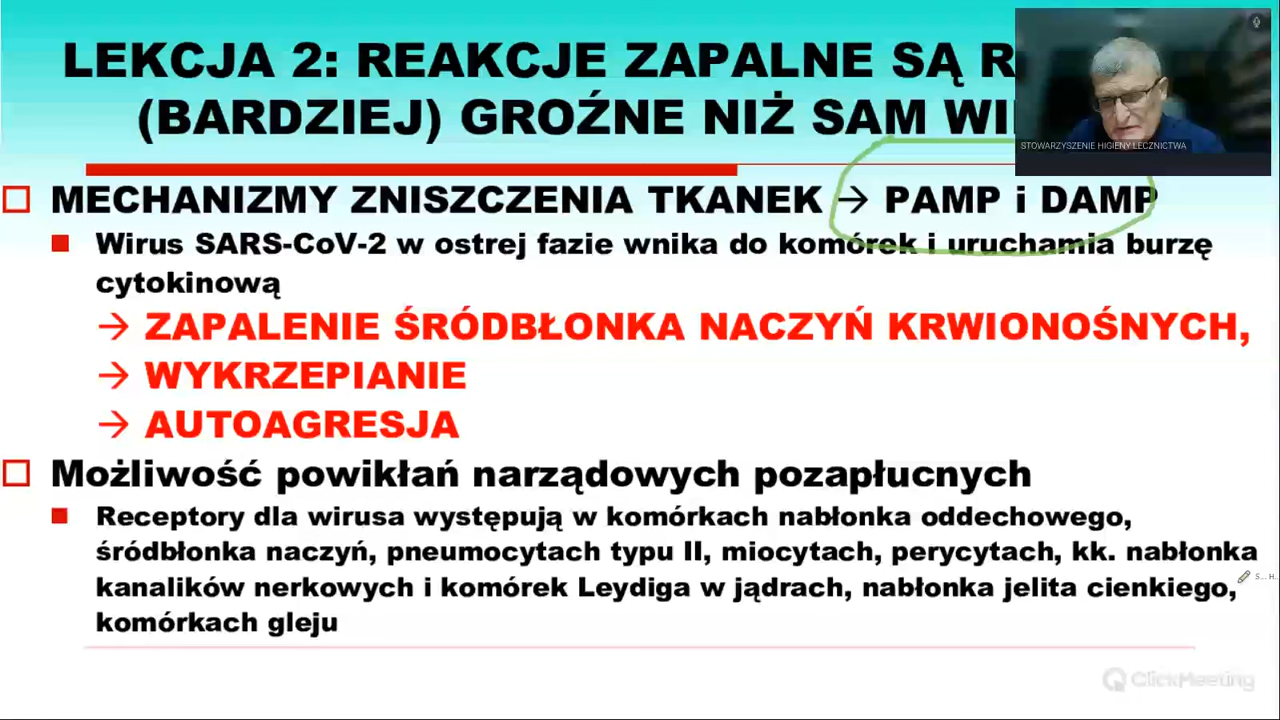 LEKCJA 2: REAKCJE ZAPALNE SĄ
(BARDZIEJ) GROŹNE NIŻ SAM
STOWARZYSZENIE HIGIENY LECZNICTWA
MECHANIZMY ZNISZCZENIA TKANEK → PAMP i DAMP
Wirus SARS-CoV-2 w ostrej fazie wnika do komórek i uruchamia burzę
cytokinową
→ ZAPALENIE ŚRÓDBŁONKA NACZYŃ KRWIONOŚNYCH,
→ WYKRZEPIANIE
→ AUTOAGRESJA
Możliwość powikłań narządowych pozapłucnych
Receptory dla wirusa występują w komórkach nabłonka oddechowego,
śródbłonka naczyń, pneumocytach typu II, miocytach, perycytach, kk. nabłonka
kanalików nerkowych i komórek Leydiga w jądrach, nabłonka jelita cienkiego,
komórkach gleju
S... H.
ClickMeeting